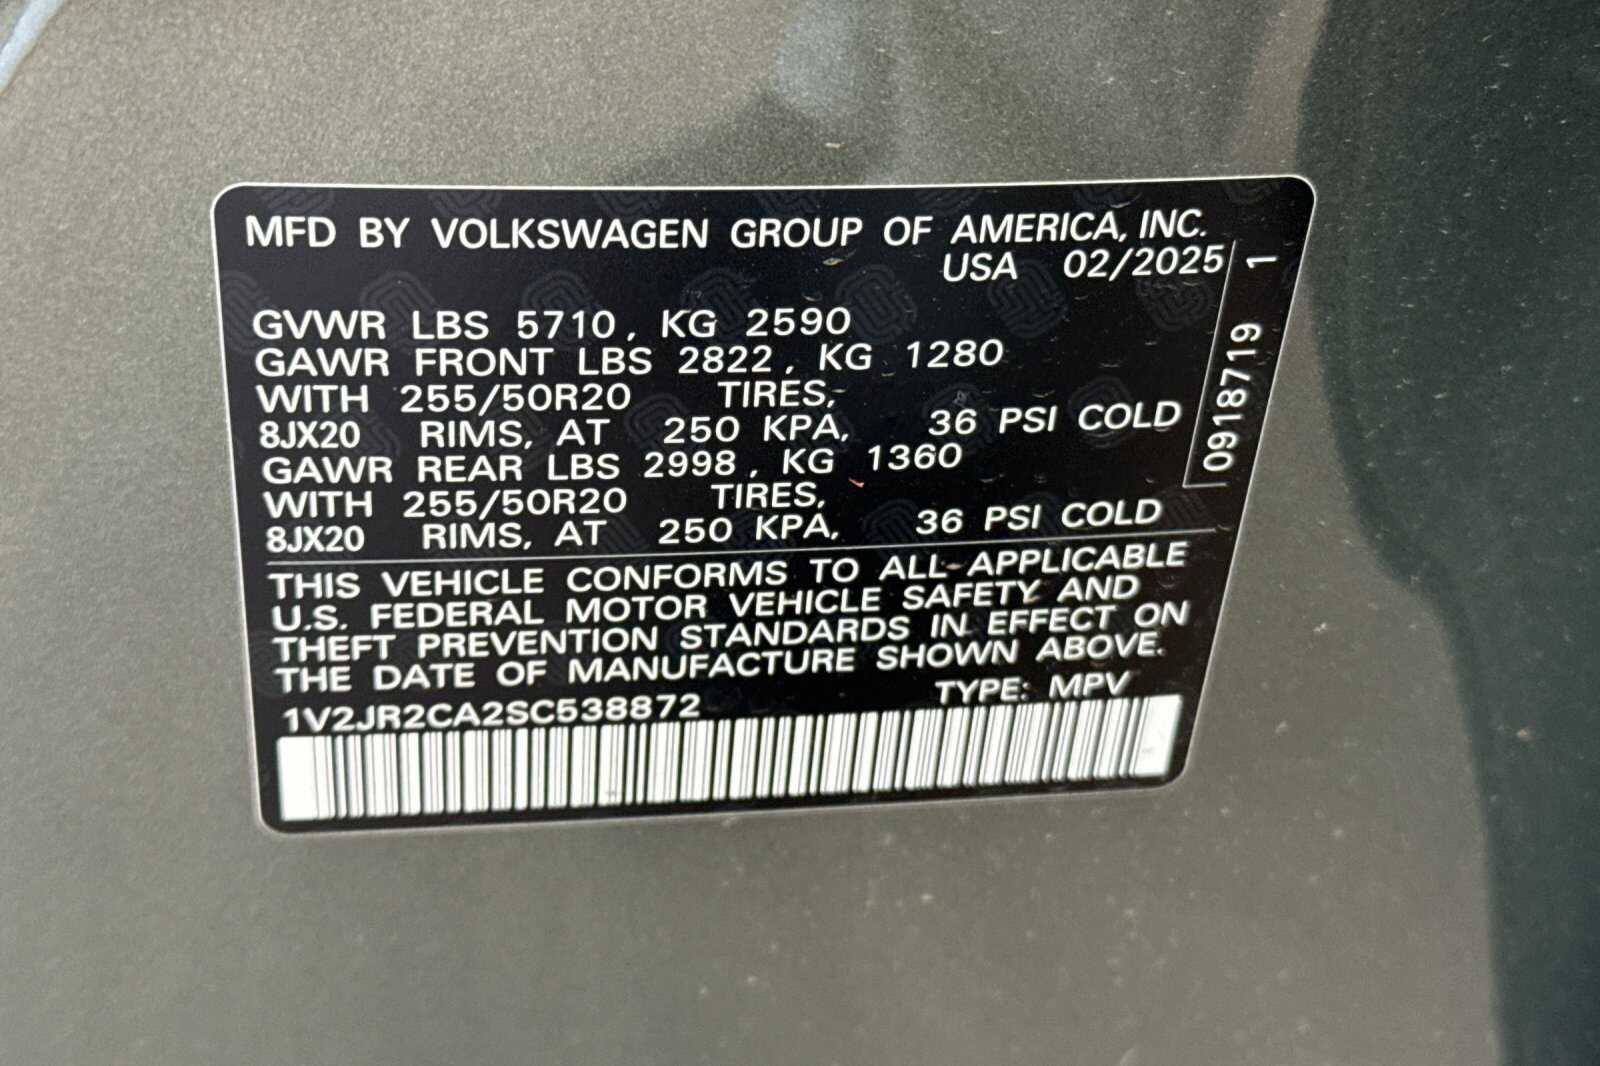 MFD BY VOLKSWAGEN GROUP OF AMERICA, INC.
USA 02/2025
GVWR LBS 5710, KG 2590
GAWR FRONT LBS 2822, KG 1280
WITH 255/50R20 TIRES,
8JX20 RIMS, AT 250 KPA, 36 PSI COLD
GAWR REAR LBS 2998, KG 1360
WITH 255/50R20 TIRES,
8JX20 RIMS, AT 250 KPA, 36 PSI COLD
THIS VEHICLE CONFORMS TO ALL APPLICABLE
U.S. FEDERAL MOTOR VEHICLE SAFETY AND
THEFT PREVENTION STANDARDS IN EFFECT ON
THE DATE OF MANUFACTURE SHOWN ABOVE.
1V2JR2CA2SC538872 TYPE: MPV
0918719 1